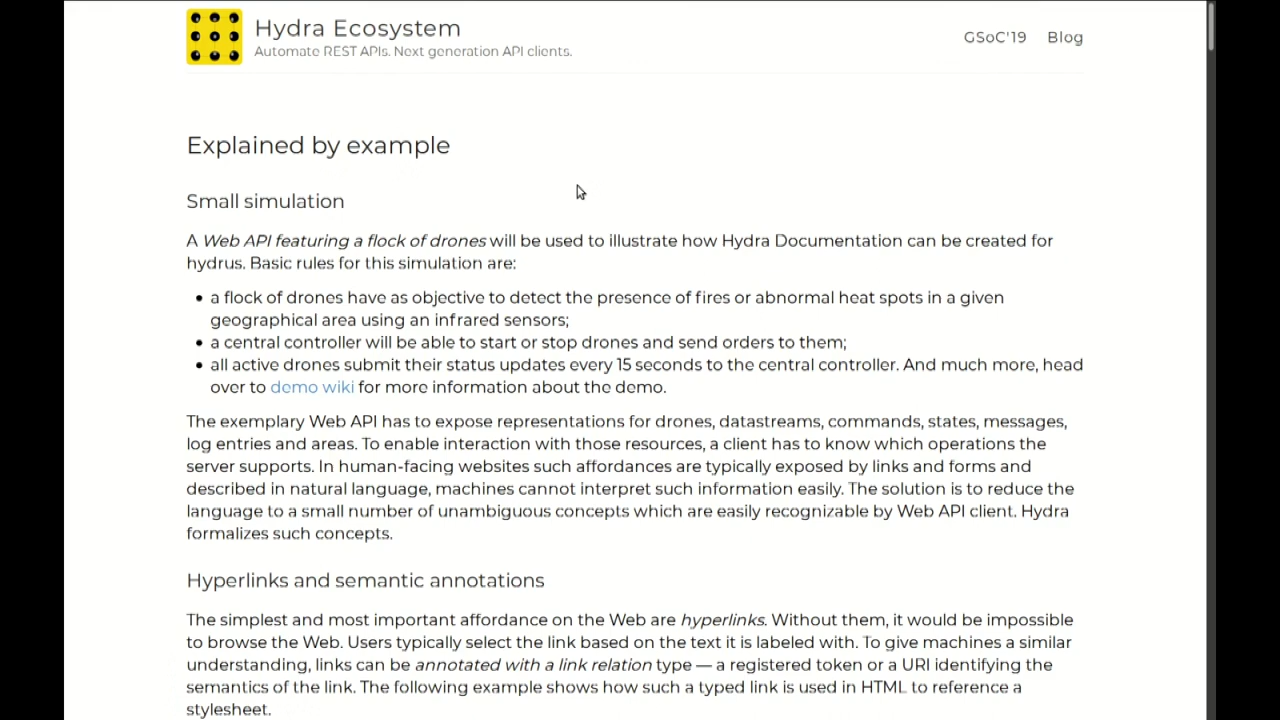 Hydra Ecosystem
Automate REST APIs. Next generation API clients.
GSoC'19 Blog
Explained by example
Small simulation
A Web API featuring a flock of drones will be used to illustrate how Hydra Documentation can be created for
hydrus. Basic rules for this simulation are:
• a flock of drones have as objective to detect the presence of fires or abnormal heat spots in a given
geographical area using an infrared sensors;
• a central controller will be able to start or stop drones and send orders to them;
• all active drones submit their status updates every 15 seconds to the central controller. And much more, head
over to demo wiki for more information about the demo.
The exemplary Web API has to expose representations for drones, datastreams, commands, states, messages,
log entries and areas. To enable interaction with those resources, a client has to know which operations the
server supports. In human-facing websites such affordances are typically exposed by links and forms and
described in natural language, machines cannot interpret such information easily. The solution is to reduce the
language to a small number of unambiguous concepts which are easily recognizable by Web API client. Hydra
formalizes such concepts.
Hyperlinks and semantic annotations
The simplest and most important affordance on the Web are hyperlinks. Without them, it would be impossible
to browse the Web. Users typically select the link based on the text it is labeled with. To give machines a similar
understanding, links can be annotated with a link relation type — a registered token or a URI identifying the
semantics of the link. The following example shows how such a typed link is used in HTML to reference a
stylesheet.